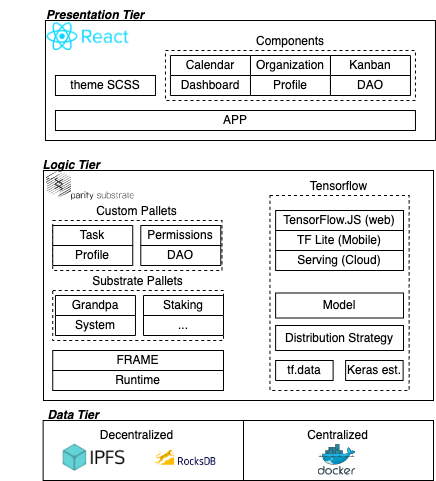 Presentation Tier
React
Components
Calendar Organization Kanban
theme SCSS
Dashboard Profile DAO
APP
Logic Tier
parity substrate
Custom Pallets
Task Permissions
Profile DAO
Substrate Pallets
Grandpa Staking
System ...
FRAME
Runtime
Tensorflow
TensorFlow.JS (web)
TF Lite (Mobile)
Serving (Cloud)
Model
Distribution Strategy
tf.data Keras est.
Data Tier
Decentralized
IPFS RocksDB
Centralized
docker